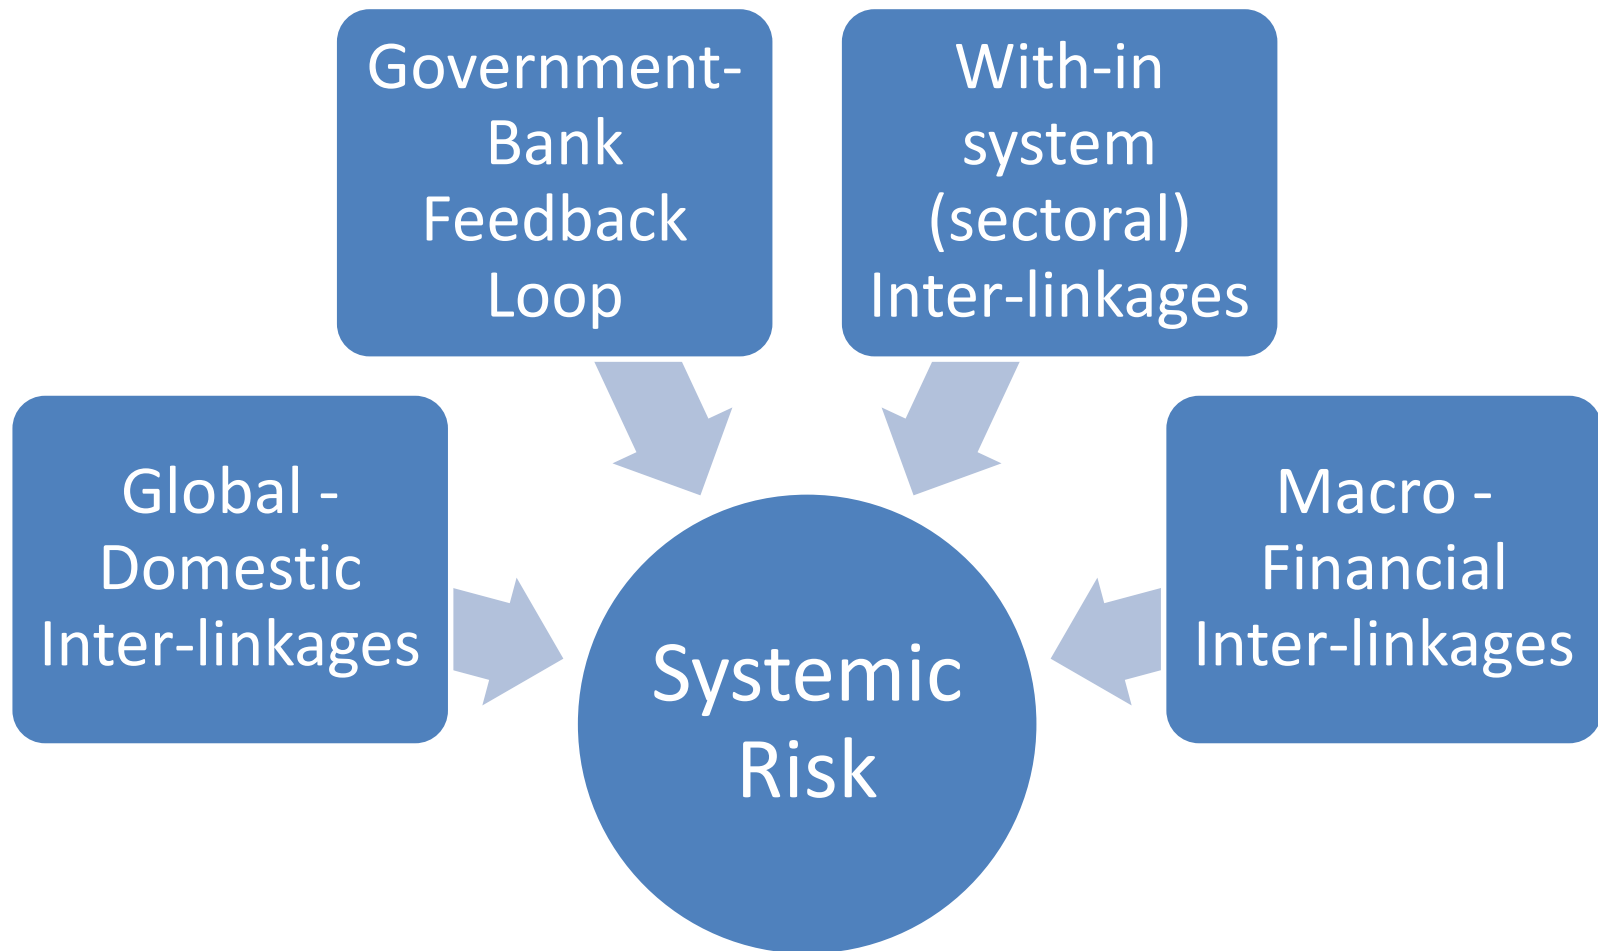 Government-
Bank
Feedback
Loop
With-in
system
(sectoral)
Inter-linkages
Global -
Domestic
Inter-linkages
Macro -
Financial
Inter-linkages
Systemic
Risk